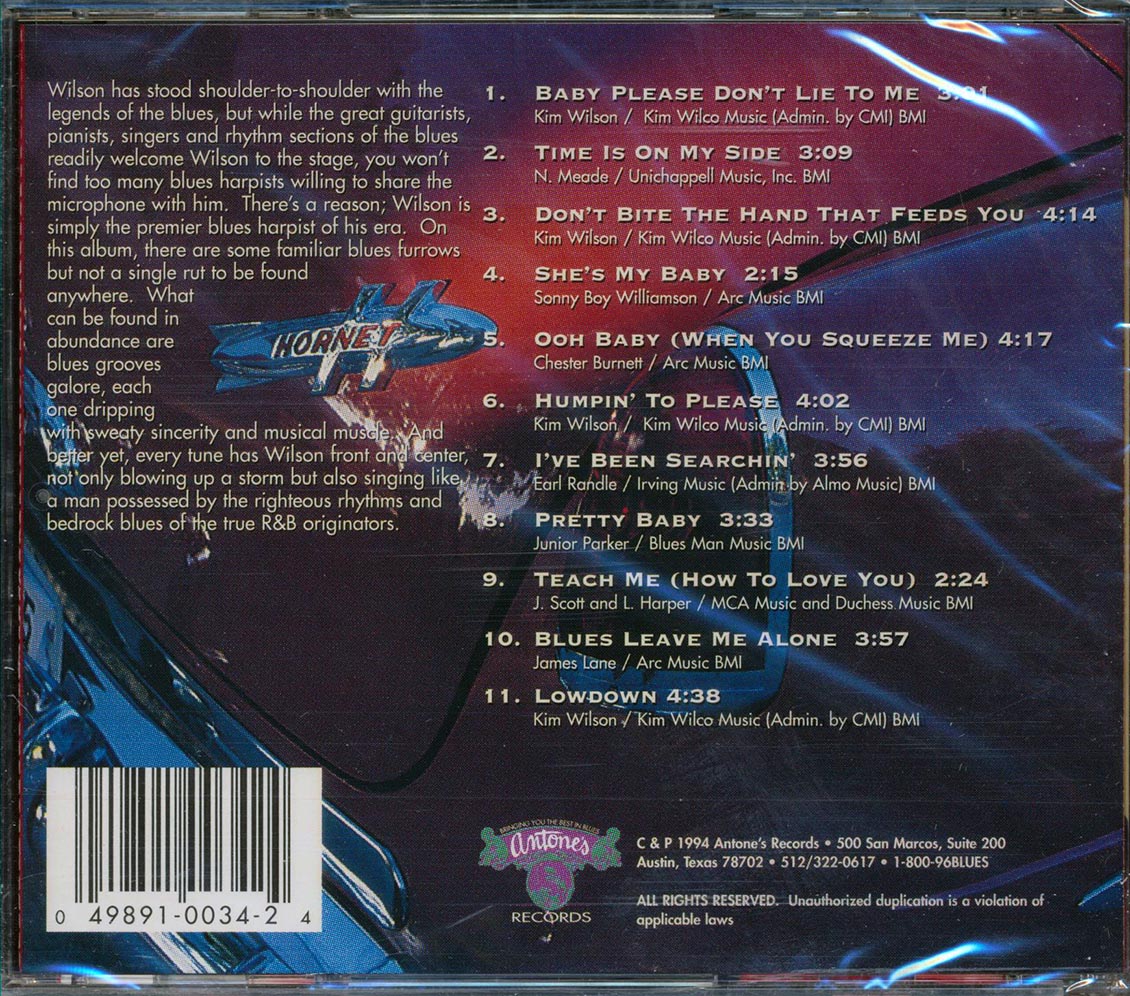 Wilson has stood shoulder-to-shoulder with the
legends of the blues, but while the great guitarists,
pianists, singers and rhythm sections of the blues
readily welcome Wilson to the stage, you won't
find too many blues harpists willing to share the
microphone with him. There's a reason; Wilson is
simply the premier blues harpist of his era. On
this album, there are some familiar blues furrows
but not a single rut to be found
anywhere. What
can be found in
abundance are
blues grooves
galore, each
one dripping
with sweaty sincerity and musical muscle. And
better yet, every tune has Wilson front and center,
not only blowing up a storm but also singing like
a man possessed by the righteous rhythms and
bedrock blues of the true R&B originators.
HORNET
H
1. BABY PLEASE DON'T LIE TO ME 3:01
Kim Wilson / Kim Wilco Music (Admin. by CMI) BMI
2. TIME IS ON MY SIDE 3:09
N. Meade / Unichappell Music, Inc. BMI
3. DON'T BITE THE HAND THAT FEEDS YOU 4:14
Kim Wilson / Kim Wilco Music (Admin. by CMI) BMI
4. SHE'S MY BABY 2:15
Sonny Boy Williamson / Arc Music BMI
5. OOH BABY (WHEN YOU SQUEEZE ME) 4:17
Chester Burnett / Arc Music BMI
6. HUMPIN' TO PLEASE 4:02
Kim Wilson / Kim Wilco Music (Admin. by CMI) BMI
7. I'VE BEEN SEARCHIN' 3:56
Earl Randle / Irving Music (Admin by Almo Music) BMI
8. PRETTY BABY 3:33
Junior Parker / Blues Man Music BMI
9. TEACH ME (HOW TO LOVE YOU) 2:24
J. Scott and L. Harper / MCA Music and Duchess Music BMI
10. BLUES LEAVE ME ALONE 3:57
James Lane / Arc Music BMI
11. LOWDOWN 4:38
Kim Wilson / Kim Wilco Music (Admin. by CMI) BMI
0 49891-0034-2 4
BRINGING YOU THE BEST IN BLUES
antone's
RECORDS
C & P 1994 Antone's Records • 500 San Marcos, Suite 200
Austin, Texas 78702 • 512/322-0617 • 1-800-96BLUES
ALL RIGHTS RESERVED. Unauthorized duplication is a violation of
applicable laws